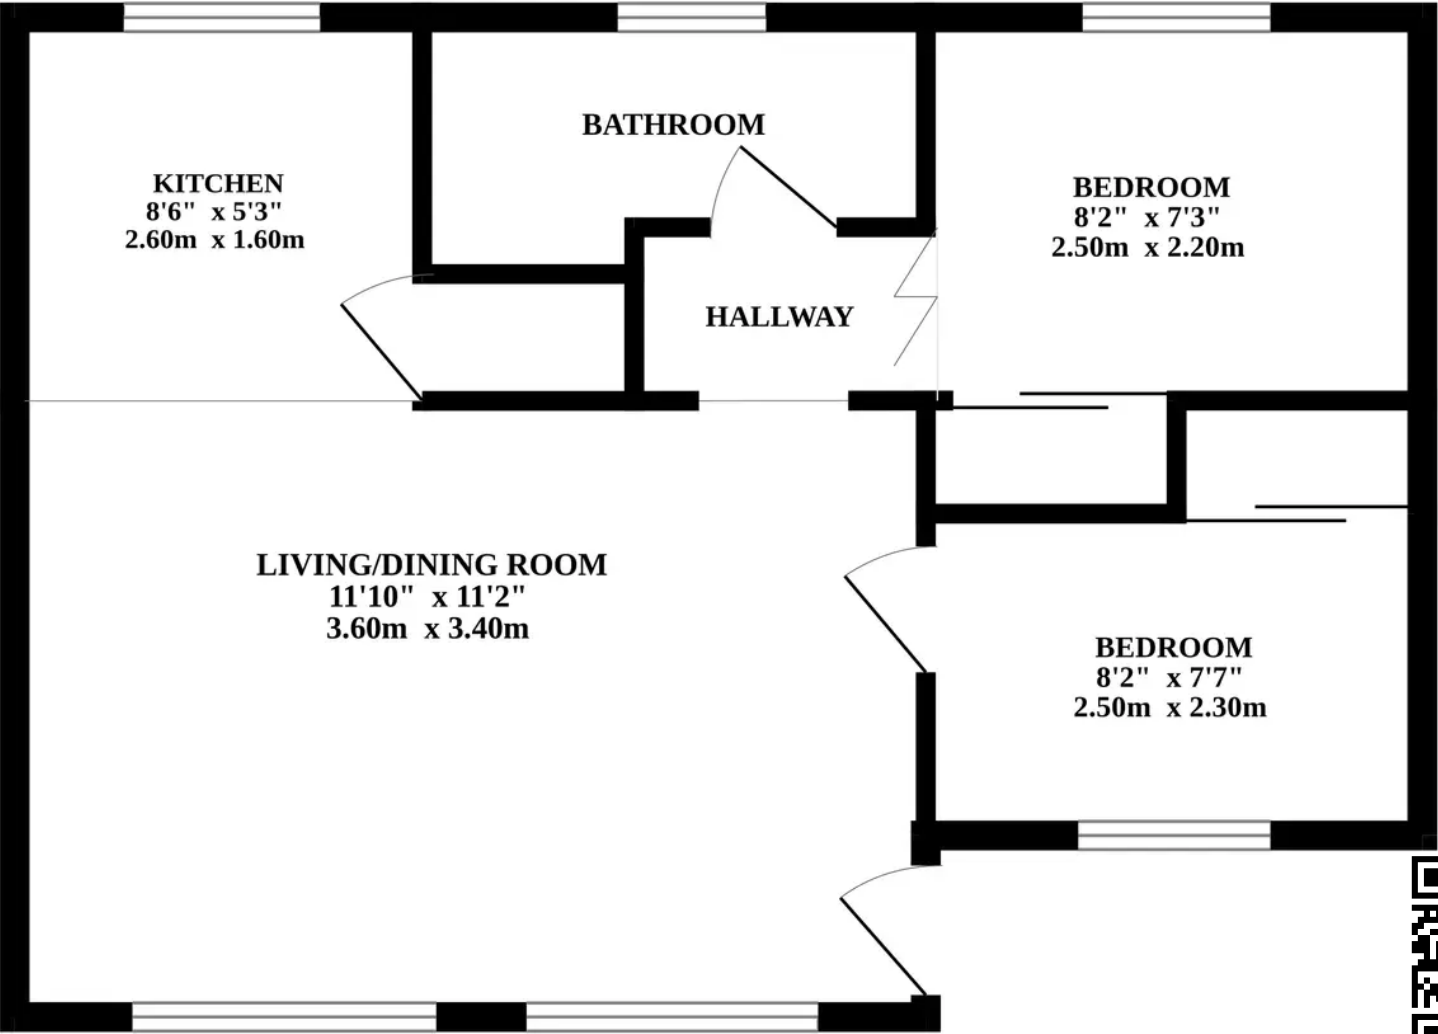 KITCHEN
8'6" x 5'3"
2.60m x 1.60m
BATHROOM
BEDROOM
8'2" x 7'3"
2.50m x 2.20m
HALLWAY
LIVING/DINING ROOM
11'10" x 11'2"
3.60m x 3.40m
BEDROOM
8'2" x 7'7"
2.50m x 2.30m